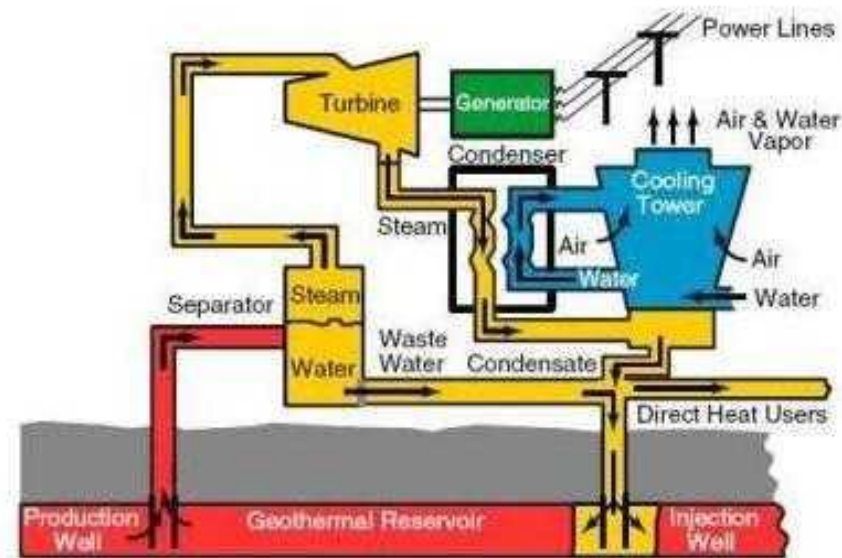 Power Lines
Turbine
Generator
Air & Water
Vapor
Condenser
Cooling
Tower
Steam
Air
Air
Water
Water
Steam
Separator
Waste
Water
Water
Condensate
Direct Heat Users
Production
Well
Geothermal Reservoir
Injection
Well